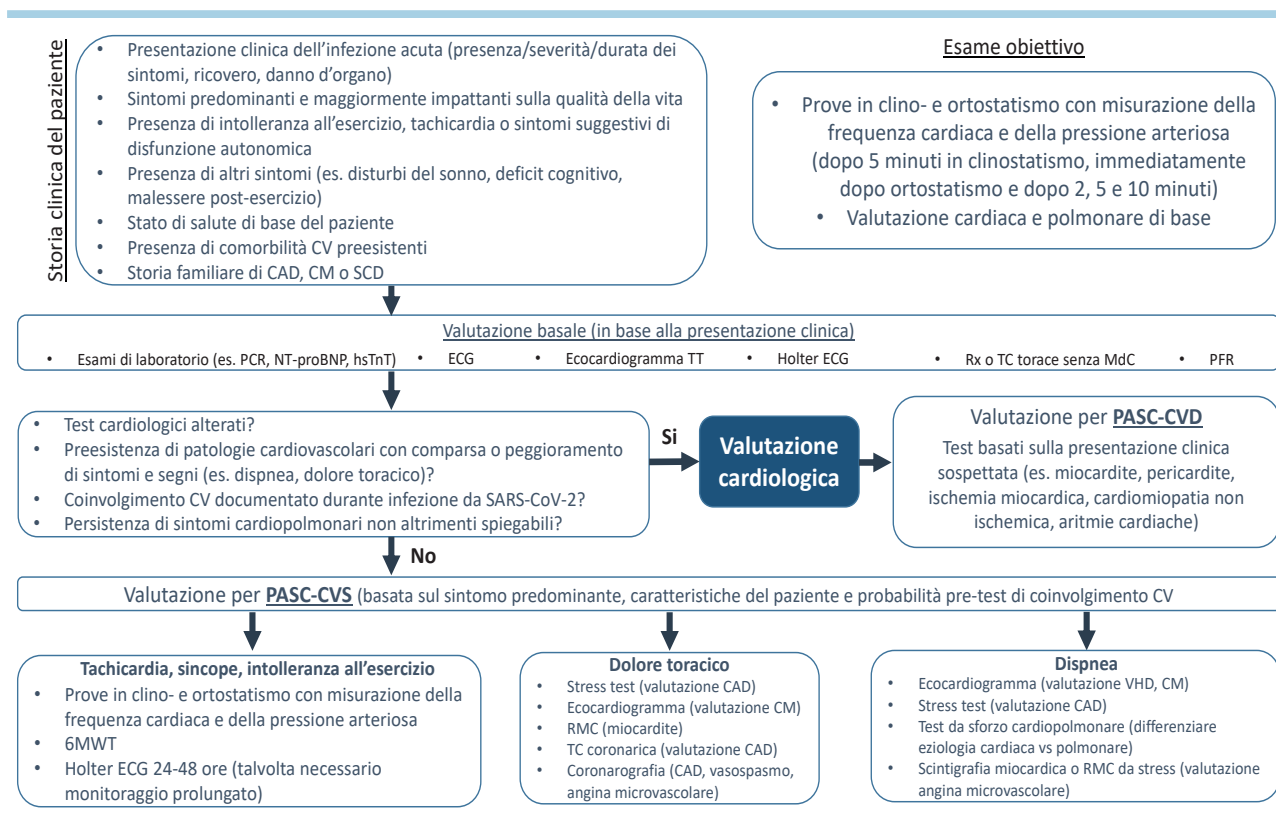 Storia clinica del paziente
• Presentazione clinica dell'infezione acuta (presenza/severità/durata dei
sintomi, ricovero, danno d'organo)
• Sintomi predominanti e maggiormente impattanti sulla qualità della vita
• Presenza di intolleranza all'esercizio, tachicardia o sintomi suggestivi di
disfunzione autonomica
• Presenza di altri sintomi (es. disturbi del sonno, deficit cognitivo,
malessere post-esercizio)
• Stato di salute di base del paziente
• Presenza di comorbilità CV preesistenti
• Storia familiare di CAD, CM o SCD
Esame obiettivo
• Prove in clino- e ortostatismo con misurazione della
frequenza cardiaca e della pressione arteriosa
(dopo 5 minuti in clinostatismo, immediatamente
dopo ortostatismo e dopo 2, 5 e 10 minuti)
• Valutazione cardiaca e polmonare di base
Valutazione basale (in base alla presentazione clinica)
• Esami di laboratorio (es. PCR, NT-proBNP, hsTnT) • ECG • Ecocardiogramma TT • Holter ECG • Rx o TC torace senza MdC • PFR
• Test cardiologici alterati?
• Preesistenza di patologie cardiovascolari con comparsa o peggioramento
di sintomi e segni (es. dispnea, dolore toracico)?
• Coinvolgimento CV documentato durante infezione da SARS-CoV-2?
• Persistenza di sintomi cardiopolmonari non altrimenti spiegabili?
Si
Valutazione
cardiologica
Valutazione per PASC-CVD
Test basati sulla presentazione clinica
sospettata (es. miocardite, pericardite,
ischemia miocardica, cardiomiopatia non
ischemica, aritmie cardiache)
No
Valutazione per PASC-CVS (basata sul sintomo predominante, caratteristiche del paziente e probabilità pre-test di coinvolgimento CV
Tachicardia, sincope, intolleranza all'esercizio
• Prove in clino- e ortostatismo con misurazione della
frequenza cardiaca e della pressione arteriosa
• 6MWT
• Holter ECG 24-48 ore (talvolta necessario
monitoraggio prolungato)
Dolore toracico
• Stress test (valutazione CAD)
• Ecocardiogramma (valutazione CM)
• RMC (miocardite)
• TC coronarica (valutazione CAD)
• Coronarografia (CAD, vasospasmo,
angina microvascolare)
Dispnea
• Ecocardiogramma (valutazione VHD, CM)
• Stress test (valutazione CAD)
• Test da sforzo cardiopolmonare (differenziare
eziologia cardiaca vs polmonare)
• Scintigrafia miocardica o RMC da stress (valutazione
angina microvascolare)